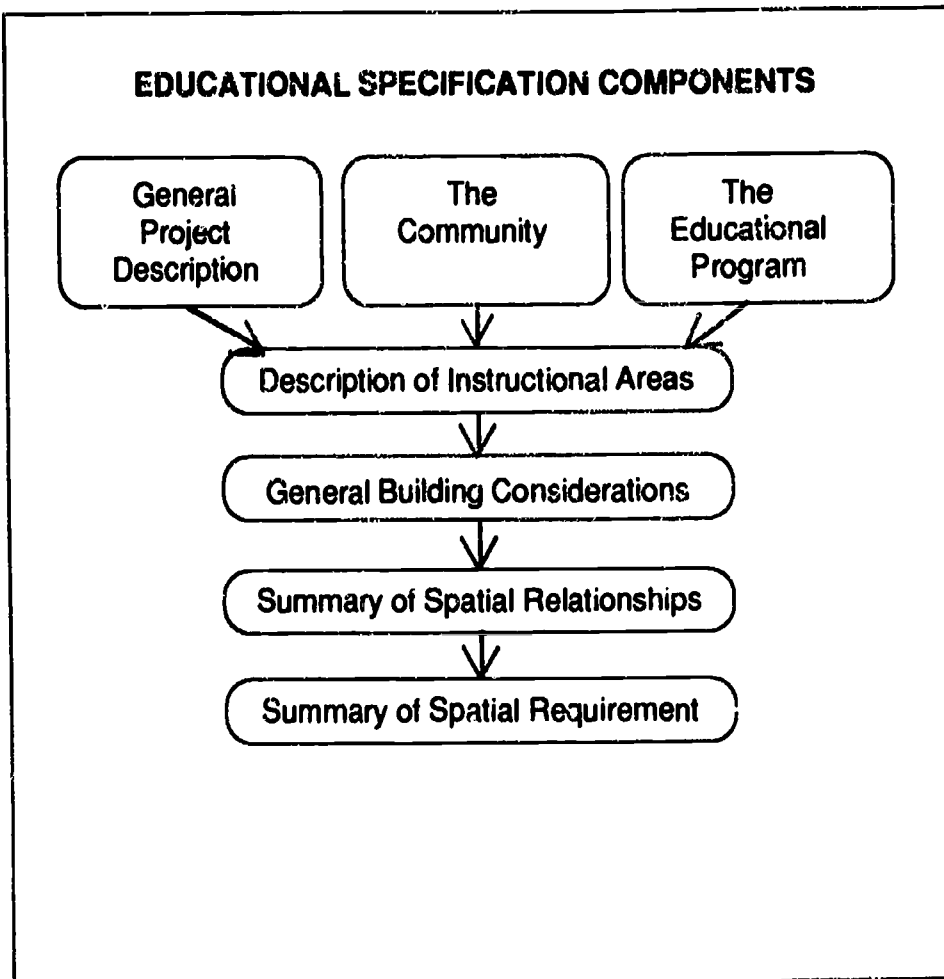 EDUCATIONAL SPECIFICATION COMPONENTS
General
Project
Description
The
Community
The
Educational
Program
Description of Instructional Areas
General Building Considerations
Summary of Spatial Relationships
Summary of Spatial Requirement